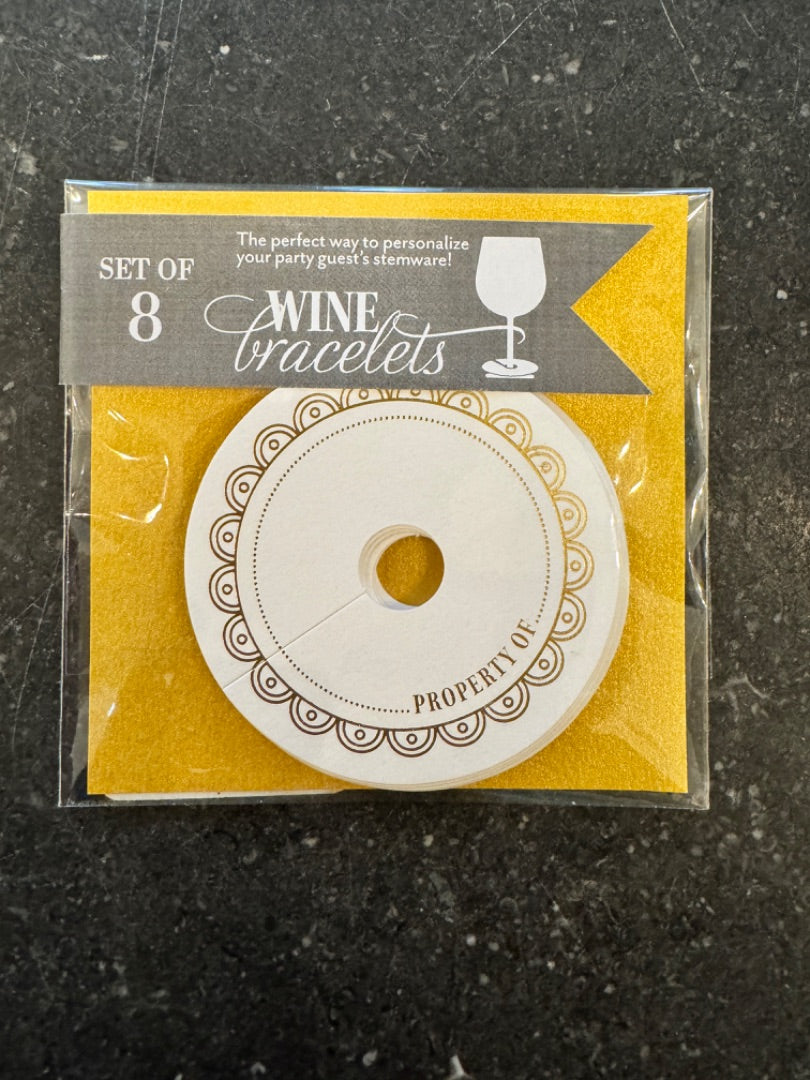 The perfect way to personalize
your party guest's stemware!
SET OF
8
WINE
bracelets
PROPERTY OF